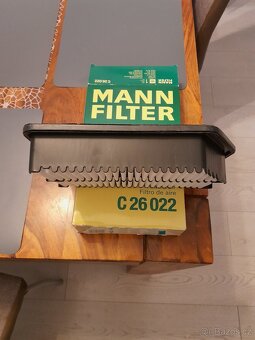 MANN
FILTER
Filtro de aire
C 26 022